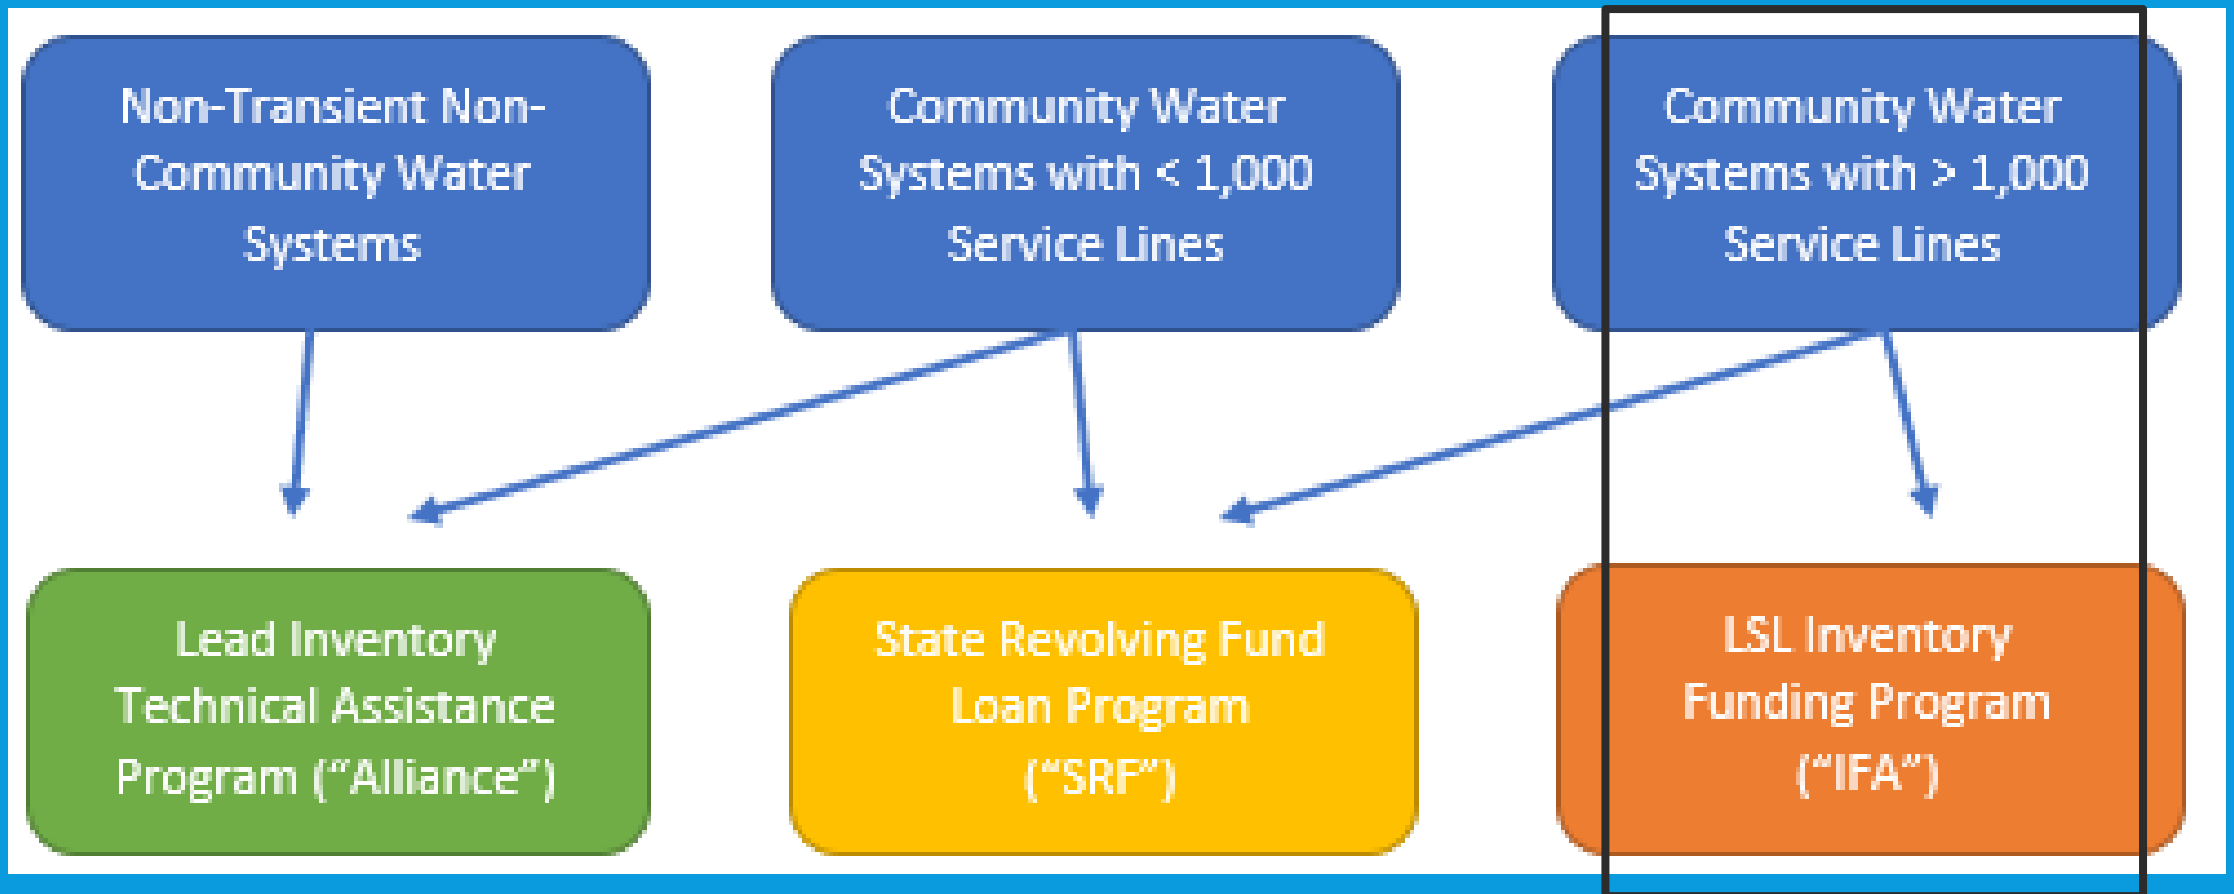 Non-Transient Non-
Community Water
Systems
Community Water
Systems with < 1,000
Service Lines
Community Water
Systems with > 1,000
Service Lines
Lead Inventory
Technical Assistance
Program (“Alliance”)
State Revolving Fund
Loan Program
(“SRF”)
LSL Inventory
Funding Program
(“IFA”)